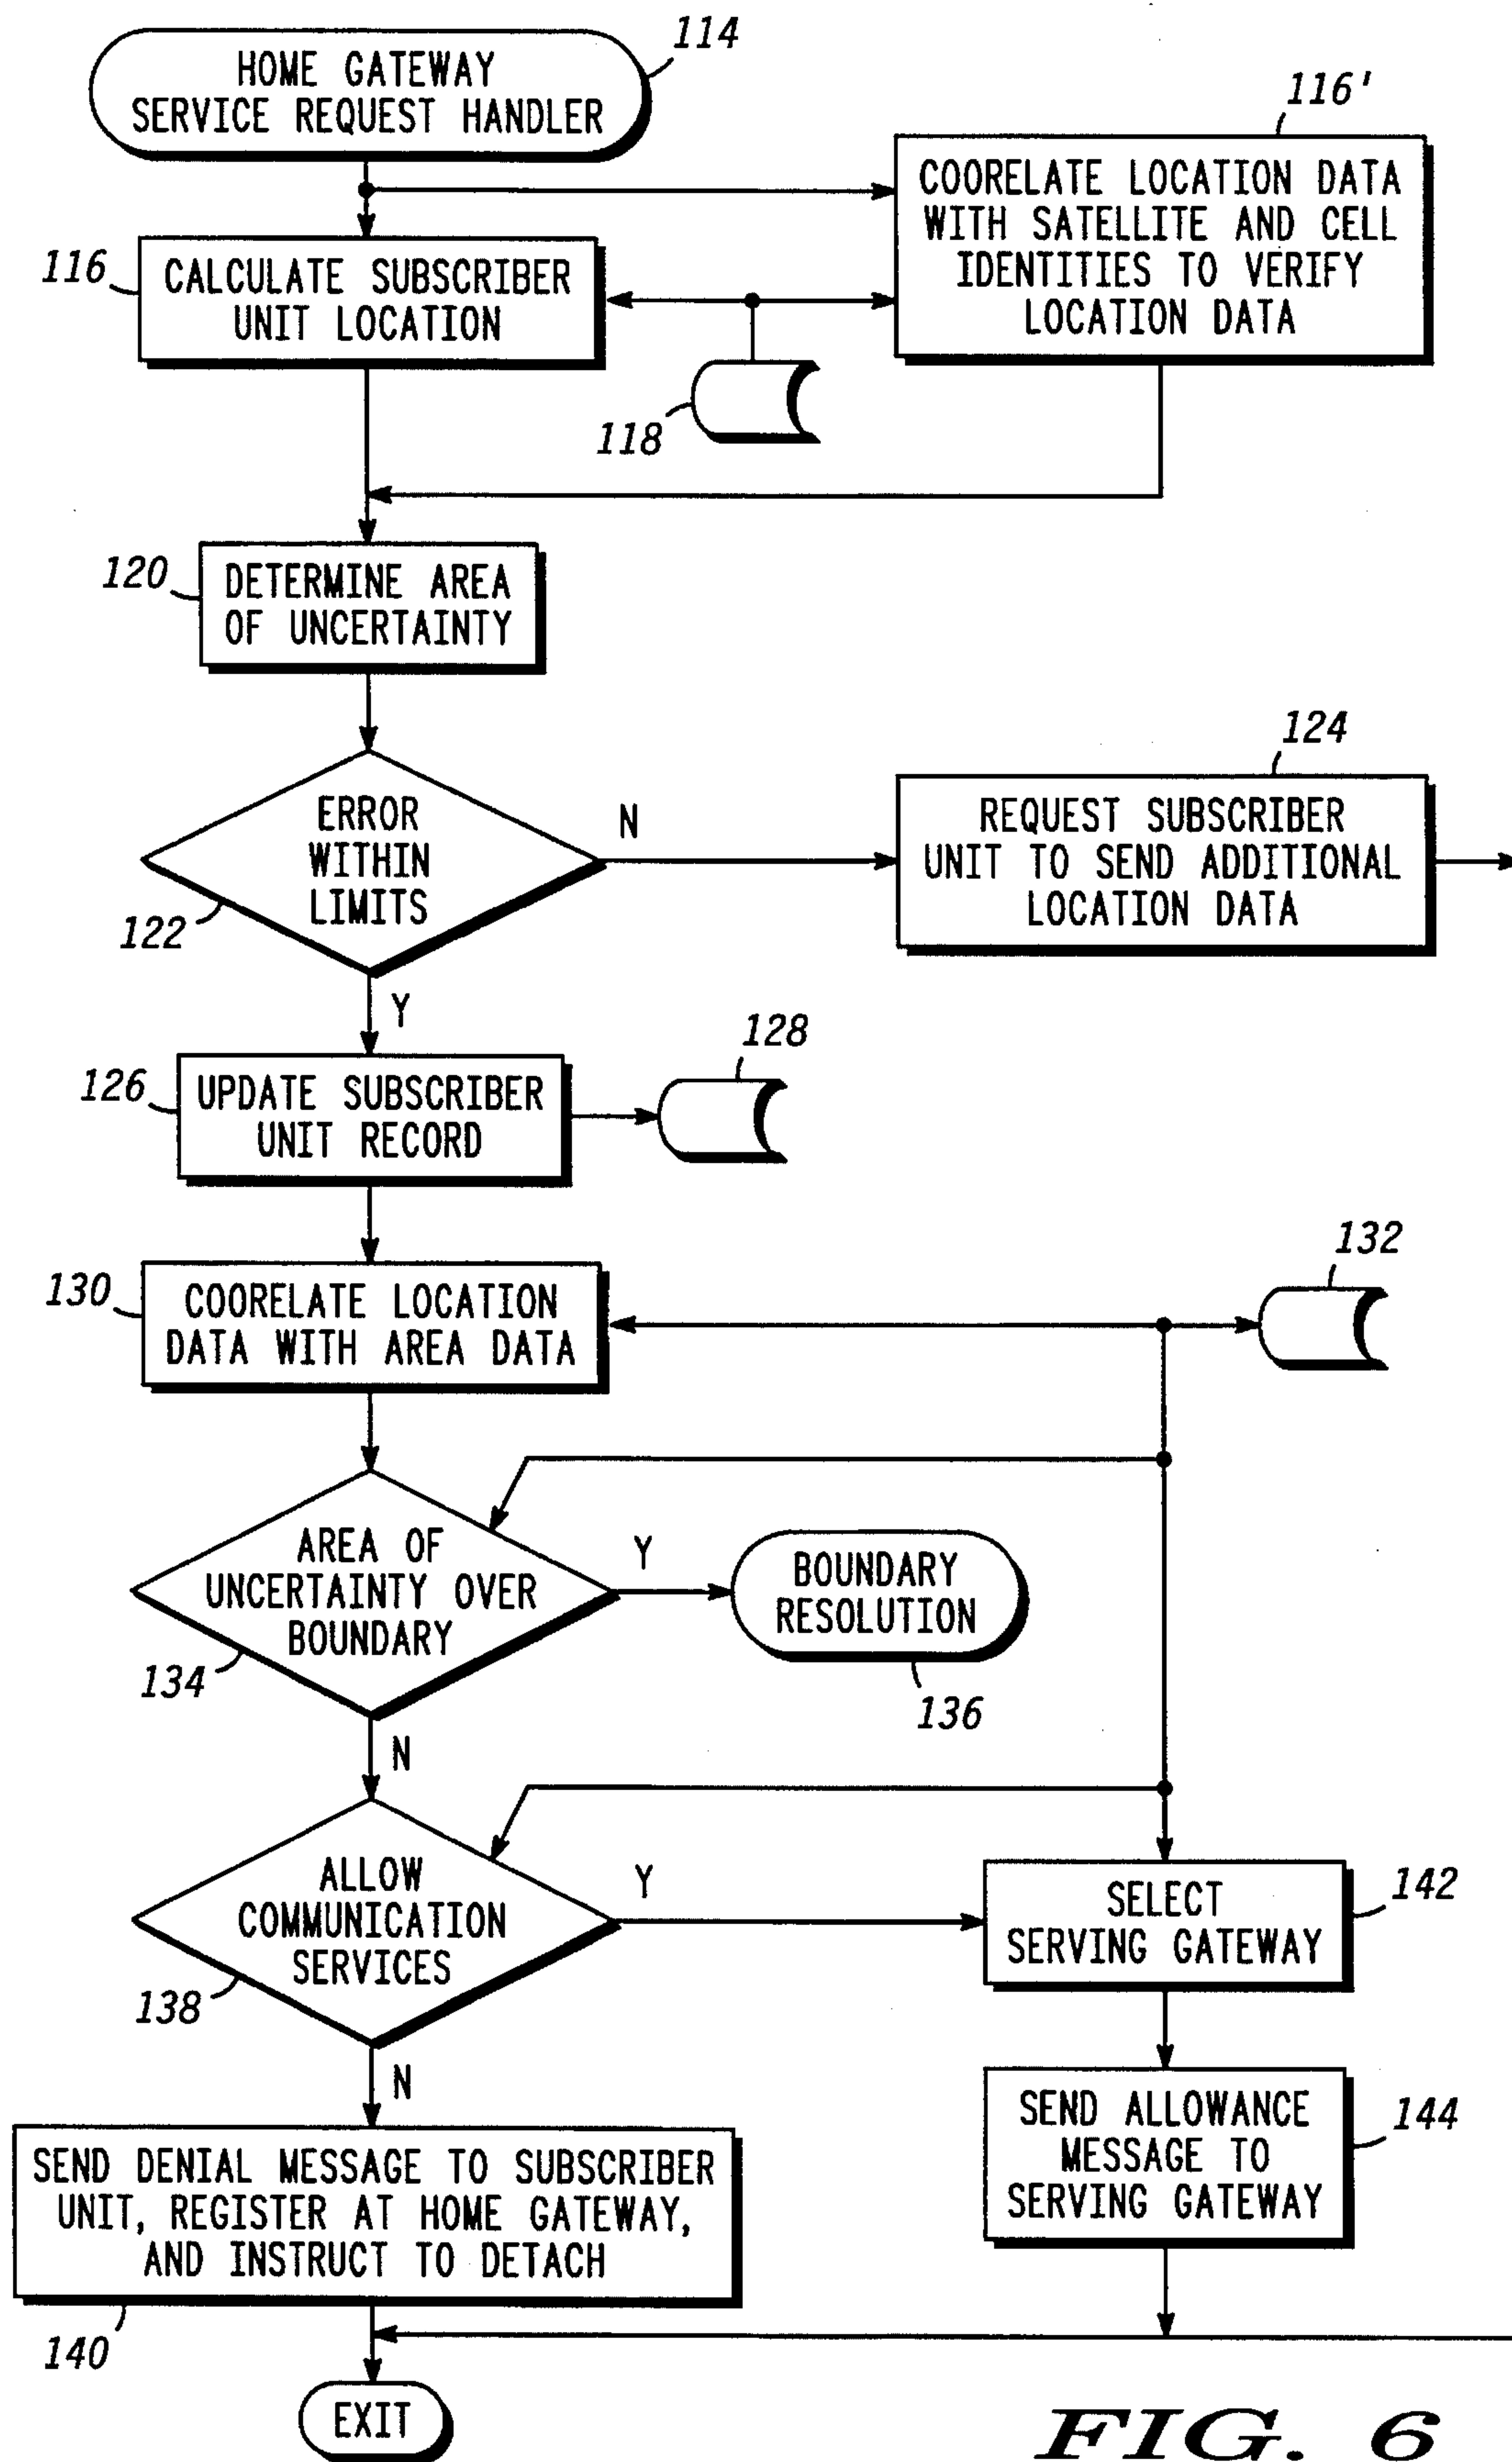 HOME GATEWAY
SERVICE REQUEST HANDLER
114
116'
COORELATE LOCATION DATA
WITH SATELLITE AND CELL
IDENTITIES TO VERIFY
LOCATION DATA
116
CALCULATE SUBSCRIBER
UNIT LOCATION
118
120
DETERMINE AREA
OF UNCERTAINTY
ERROR
WITHIN
LIMITS
122
N
Y
124
REQUEST SUBSCRIBER
UNIT TO SEND ADDITIONAL
LOCATION DATA
126
UPDATE SUBSCRIBER
UNIT RECORD
128
130
COORELATE LOCATION
DATA WITH AREA DATA
132
AREA OF
UNCERTAINTY OVER
BOUNDARY
134
Y
N
BOUNDARY
RESOLUTION
136
ALLOW
COMMUNICATION
SERVICES
138
Y
N
SELECT
SERVING GATEWAY
142
SEND ALLOWANCE
MESSAGE TO
SERVING GATEWAY
144
SEND DENIAL MESSAGE TO SUBSCRIBER
UNIT, REGISTER AT HOME GATEWAY,
AND INSTRUCT TO DETACH
140
EXIT
FIG. 6